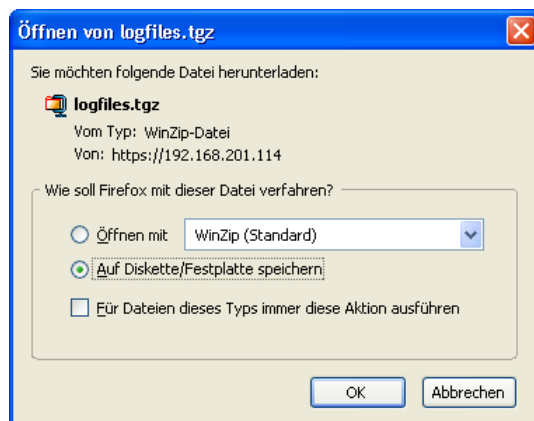 Öffnen von logfiles.tgz
Sie möchten folgende Datei herunterladen:
logfiles.tgz
Vom Typ: WinZip-Datei
Von: https://192.168.201.114
Wie soll Firefox mit dieser Datei verfahren?
Öffnen mit WinZip (Standard)
Auf Diskette/Festplatte speichern
Für Dateien dieses Typs immer diese Aktion ausführen
OK Abbrechen